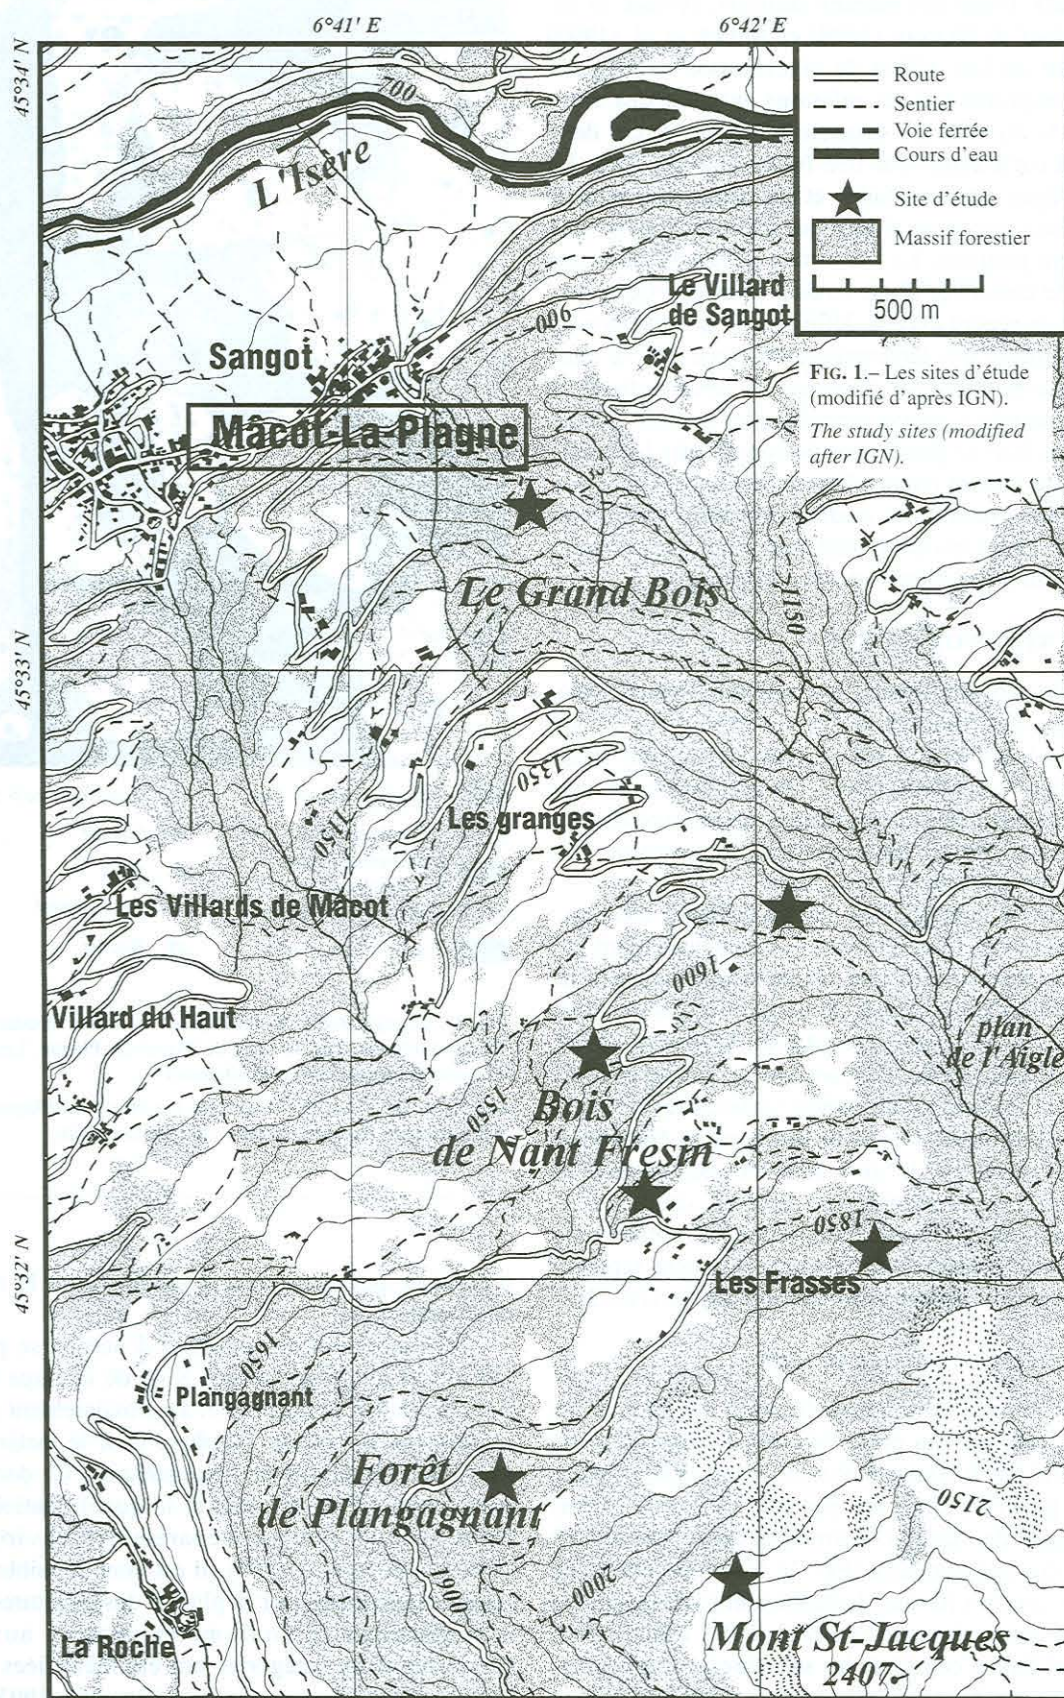 6°41' E
6°42' E
45°34' N
700
L'Isère
Route
Sentier
Voie ferrée
Cours d'eau
Site d'étude
Massif forestier
500 m
Le Villard
de Sangot
900
Sangot
FIG. 1.– Les sites d'étude
(modifié d'après IGN).
The study sites (modified
after IGN).
Mâcot-La-Plagne
Le Grand Bois
1150
45°33' N
1350
1150
Les granges
Les Villards de Mâcot
1600
Villard du Haut
plan
de l'Aigle
1550
Bois
de Nant Fresin
1850
45°32' N
Les Frasses
1650
Plangagnant
Forêt
de Plangagnant
2150
1900
2000
La Roche
Mont St-Jacques
2407